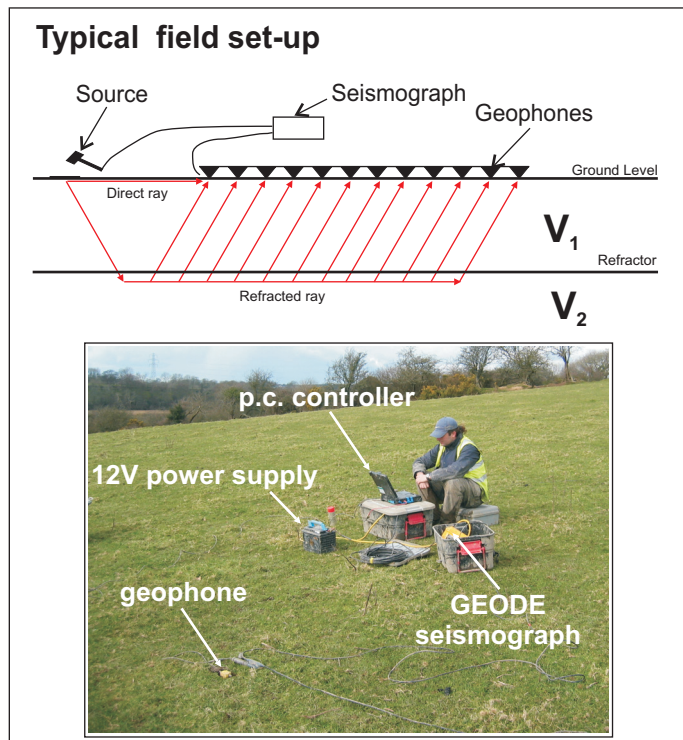 Typical field set-up
Source
Seismograph
Geophones
Ground Level
Direct ray
V1
Refractor
Refracted ray
V2
p.c. controller
12V power supply
geophone
GEODE
seismograph